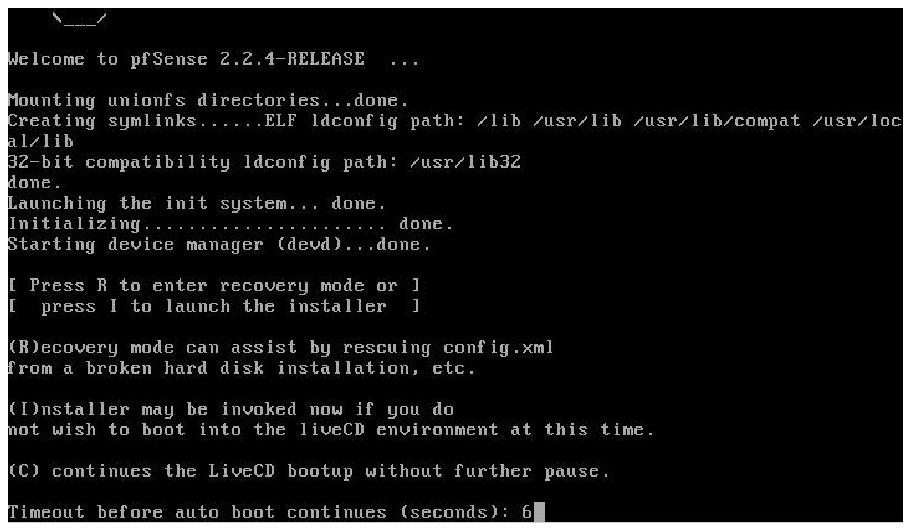 \___/
Welcome to pfSense 2.2.4-RELEASE  ...
Mounting unionfs directories...done.
Creating symlinks......ELF ldconfig path: /lib /usr/lib /usr/lib/compat /usr/loc
al/lib
32-bit compatibility ldconfig path: /usr/lib32
done.
Launching the init system... done.
Initializing...................... done.
Starting device manager (devd)...done.
[ Press R to enter recovery mode or ]
[  press I to launch the installer  ]
(R)ecovery mode can assist by rescuing config.xml
from a broken hard disk installation, etc.
(I)nstaller may be invoked now if you do
not wish to boot into the liveCD environment at this time.
(C) continues the LiveCD bootup without further pause.
Timeout before auto boot continues (seconds): 6